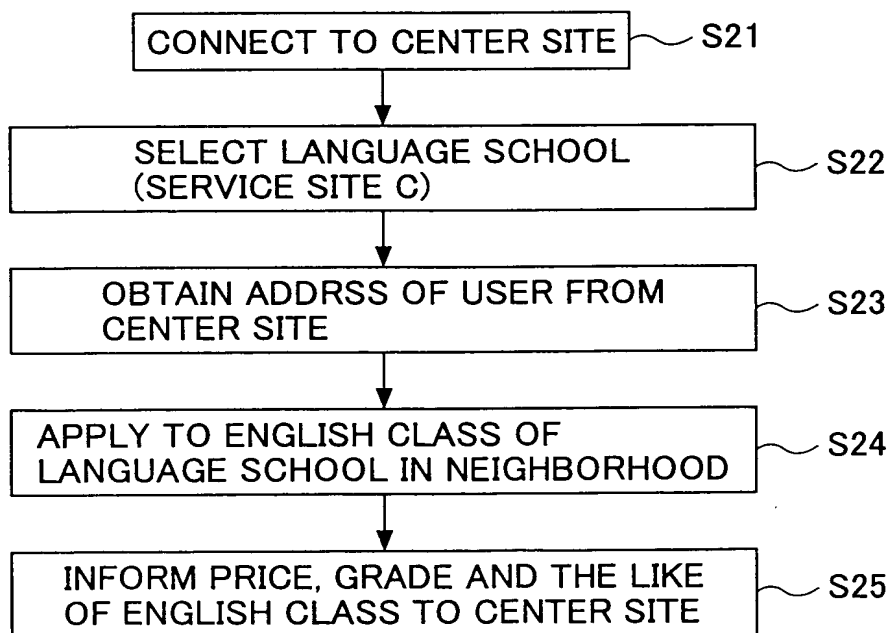 CONNECT TO CENTER SITE
S21
SELECT LANGUAGE SCHOOL
(SERVICE SITE C)
S22
OBTAIN ADDRSS OF USER FROM
CENTER SITE
S23
APPLY TO ENGLISH CLASS OF
LANGUAGE SCHOOL IN NEIGHBORHOOD
S24
INFORM PRICE, GRADE AND THE LIKE
OF ENGLISH CLASS TO CENTER SITE
S25